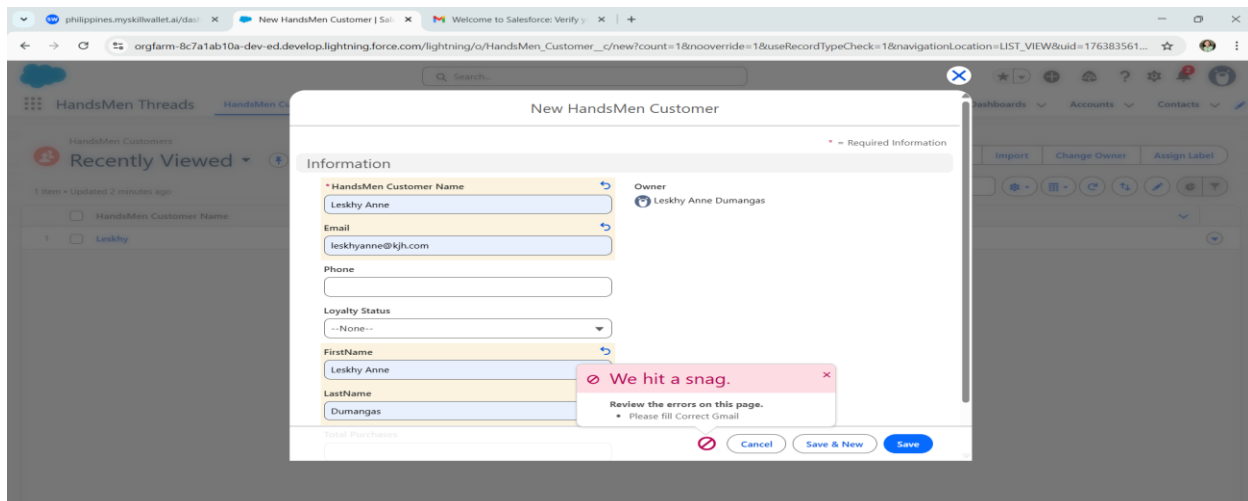 philippines.myskillwallet.ai/dash
New HandsMen Customer | Sal
Welcome to Salesforce: Verify y
orgfarm-8c7a1ab10a-dev-ed.develop.lightning.force.com/lightning/o/HandsMen_Customer__c/new?count=1&nooverride=1&useRecordTypeCheck=1&navigationLocation=LIST_VIEW&uid=176383561...
Search...
HandsMen Threads
HandsMen Cu
Dashboards
Accounts
Contacts
HandsMen Customers
Recently Viewed
Import
Change Owner
Assign Label
1 item • Updated 2 minutes ago
HandsMen Customer Name
1
Leskhy
New HandsMen Customer
* = Required Information
Information
*HandsMen Customer Name
Leskhy Anne
Owner
Leskhy Anne Dumangas
Email
leskhyanne@kjh.com
Phone
Loyalty Status
--None--
FirstName
Leskhy Anne
LastName
Dumangas
Total Purchases
We hit a snag.
Review the errors on this page.
• Please fill Correct Gmail
Cancel
Save & New
Save